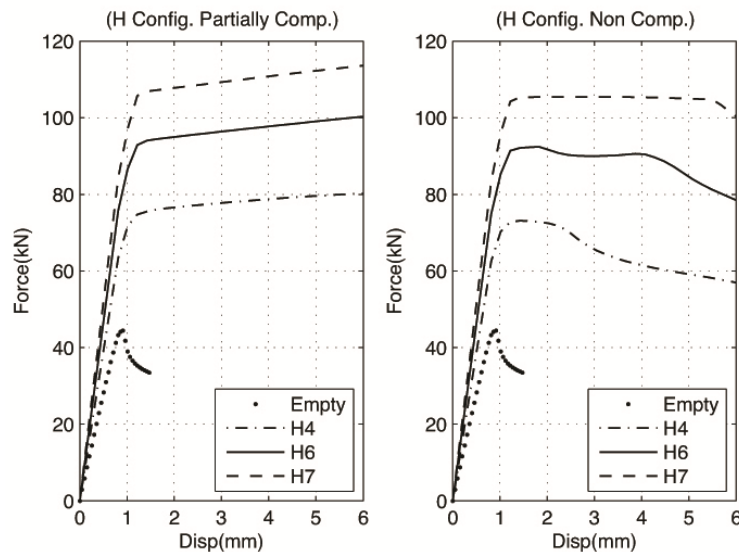 (H Config. Partially Comp.)
120
100
80
60
40
20
0
Force(kN)
0 1 2 3 4 5 6
Disp(mm)
Empty
H4
H6
H7
(H Config. Non Comp.)
120
100
80
60
40
20
0
Force(kN)
0 1 2 3 4 5 6
Disp(mm)
Empty
H4
H6
H7